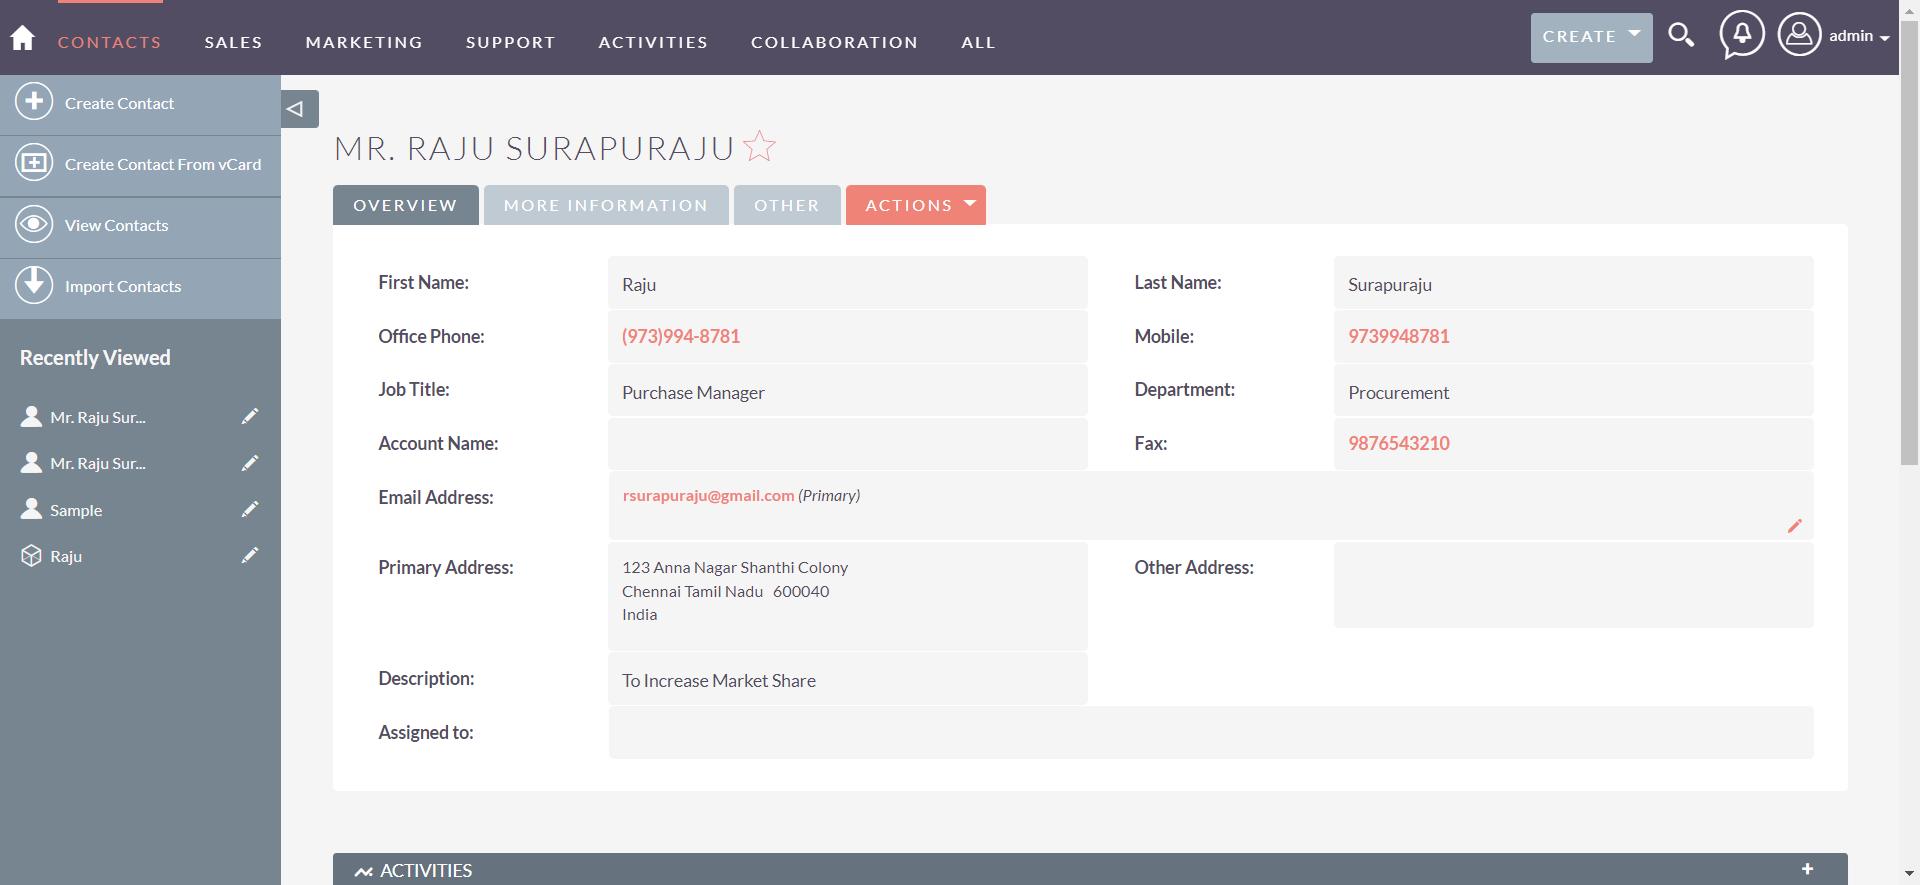 CONTACTS SALES MARKETING SUPPORT ACTIVITIES COLLABORATION ALL CREATE admin
Create Contact
Create Contact From vCard
View Contacts
Import Contacts
Recently Viewed
Mr. Raju Sur...
Mr. Raju Sur...
Sample
Raju
MR. RAJU SURAPURAJU
OVERVIEW MORE INFORMATION OTHER ACTIONS
First Name: Raju Last Name: Surapuraju
Office Phone: (973)994-8781 Mobile: 9739948781
Job Title: Purchase Manager Department: Procurement
Account Name: Fax: 9876543210
Email Address: rsurapuraju@gmail.com (Primary)
Primary Address: 123 Anna Nagar Shanthi Colony Other Address:
Chennai Tamil Nadu 600040
India
Description: To Increase Market Share
Assigned to:
ACTIVITIES